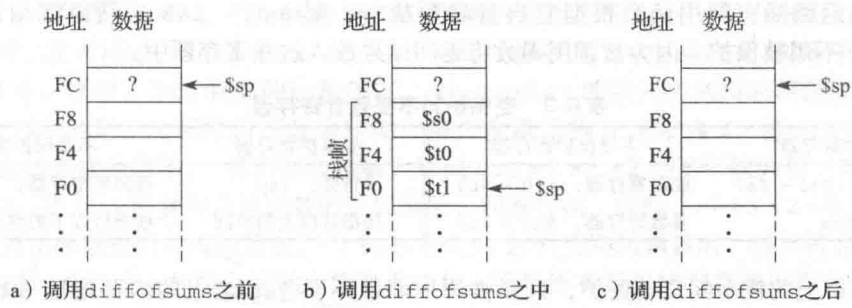 地址 数据
FC ?
$sp
F8
F4
F0
a) 调用diffofsums之前
地址 数据
FC ?
栈帧
F8 $s0
F4 $t0
F0 $t1
$sp
b) 调用diffofsums之中
地址 数据
FC ?
$sp
F8
F4
F0
c) 调用diffofsums之后